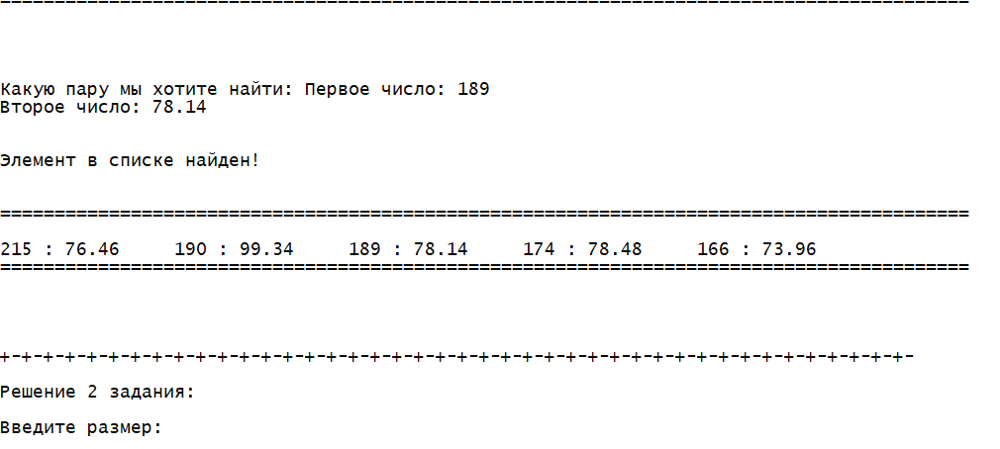 =========================================================================================
Какую пару мы хотите найти: Первое число: 189
Второе число: 78.14
Элемент в списке найден!
=========================================================================================
215 : 76.46     190 : 99.34     189 : 78.14     174 : 78.48     166 : 73.96
=========================================================================================
+-+-+-+-+-+-+-+-+-+-+-+-+-+-+-+-+-+-+-+-+-+-+-+-+-+-+-+-+-+-+-+-+-+-+-+-+-+-+-+-+-+-
Решение 2 задания:
Введите размер: